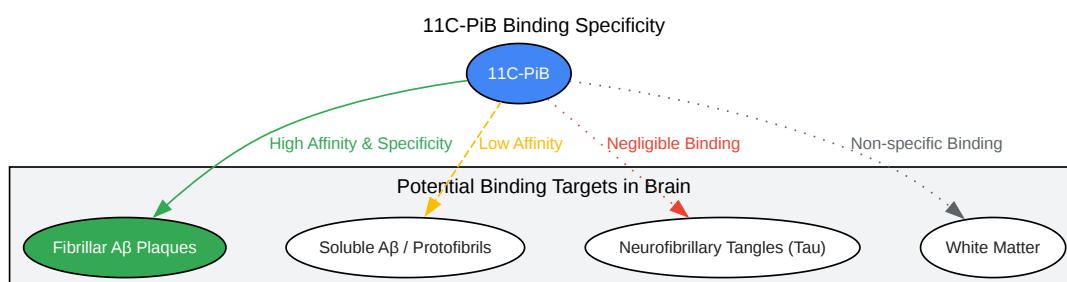 11C-PiB Binding Specificity
11C-PiB
High Affinity & Specificity
Low Affinity
Negligible Binding
Non-specific Binding
Potential Binding Targets in Brain
Fibrillar Aβ Plaques
Soluble Aβ / Protofibrils
Neurofibrillary Tangles (Tau)
White Matter